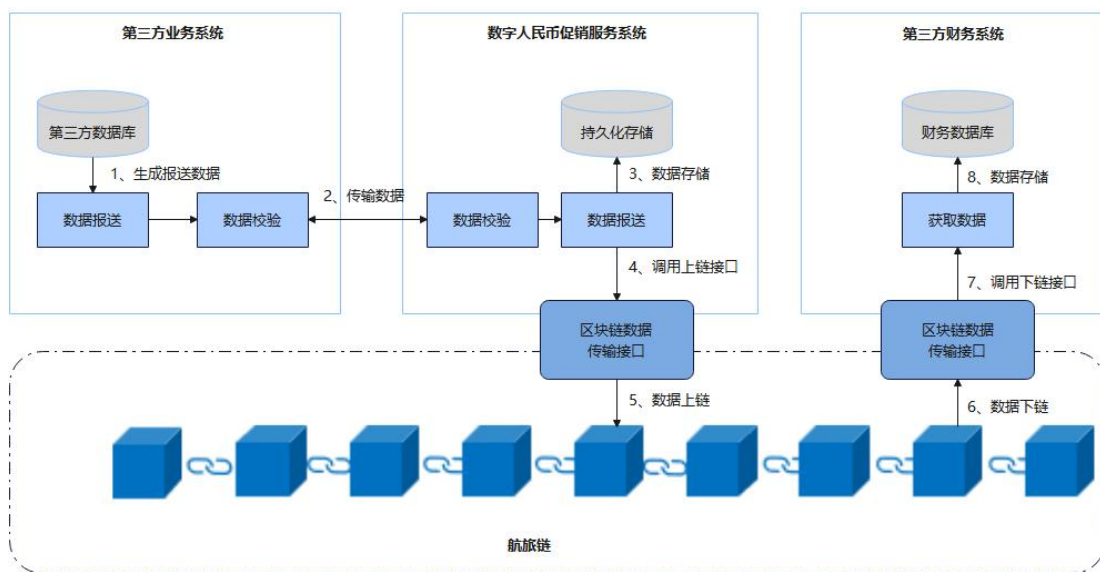 第三方业务系统
数字人民币促销服务系统
第三方财务系统
第三方数据库
持久化存储
财务数据库
1、生成报送数据
3、数据存储
8、数据存储
2、传输数据
数据报送
数据校验
数据校验
数据报送
获取数据
4、调用上链接口
7、调用下链接口
区块链数据
传输接口
区块链数据
传输接口
5、数据上链
6、数据下链
航旅链